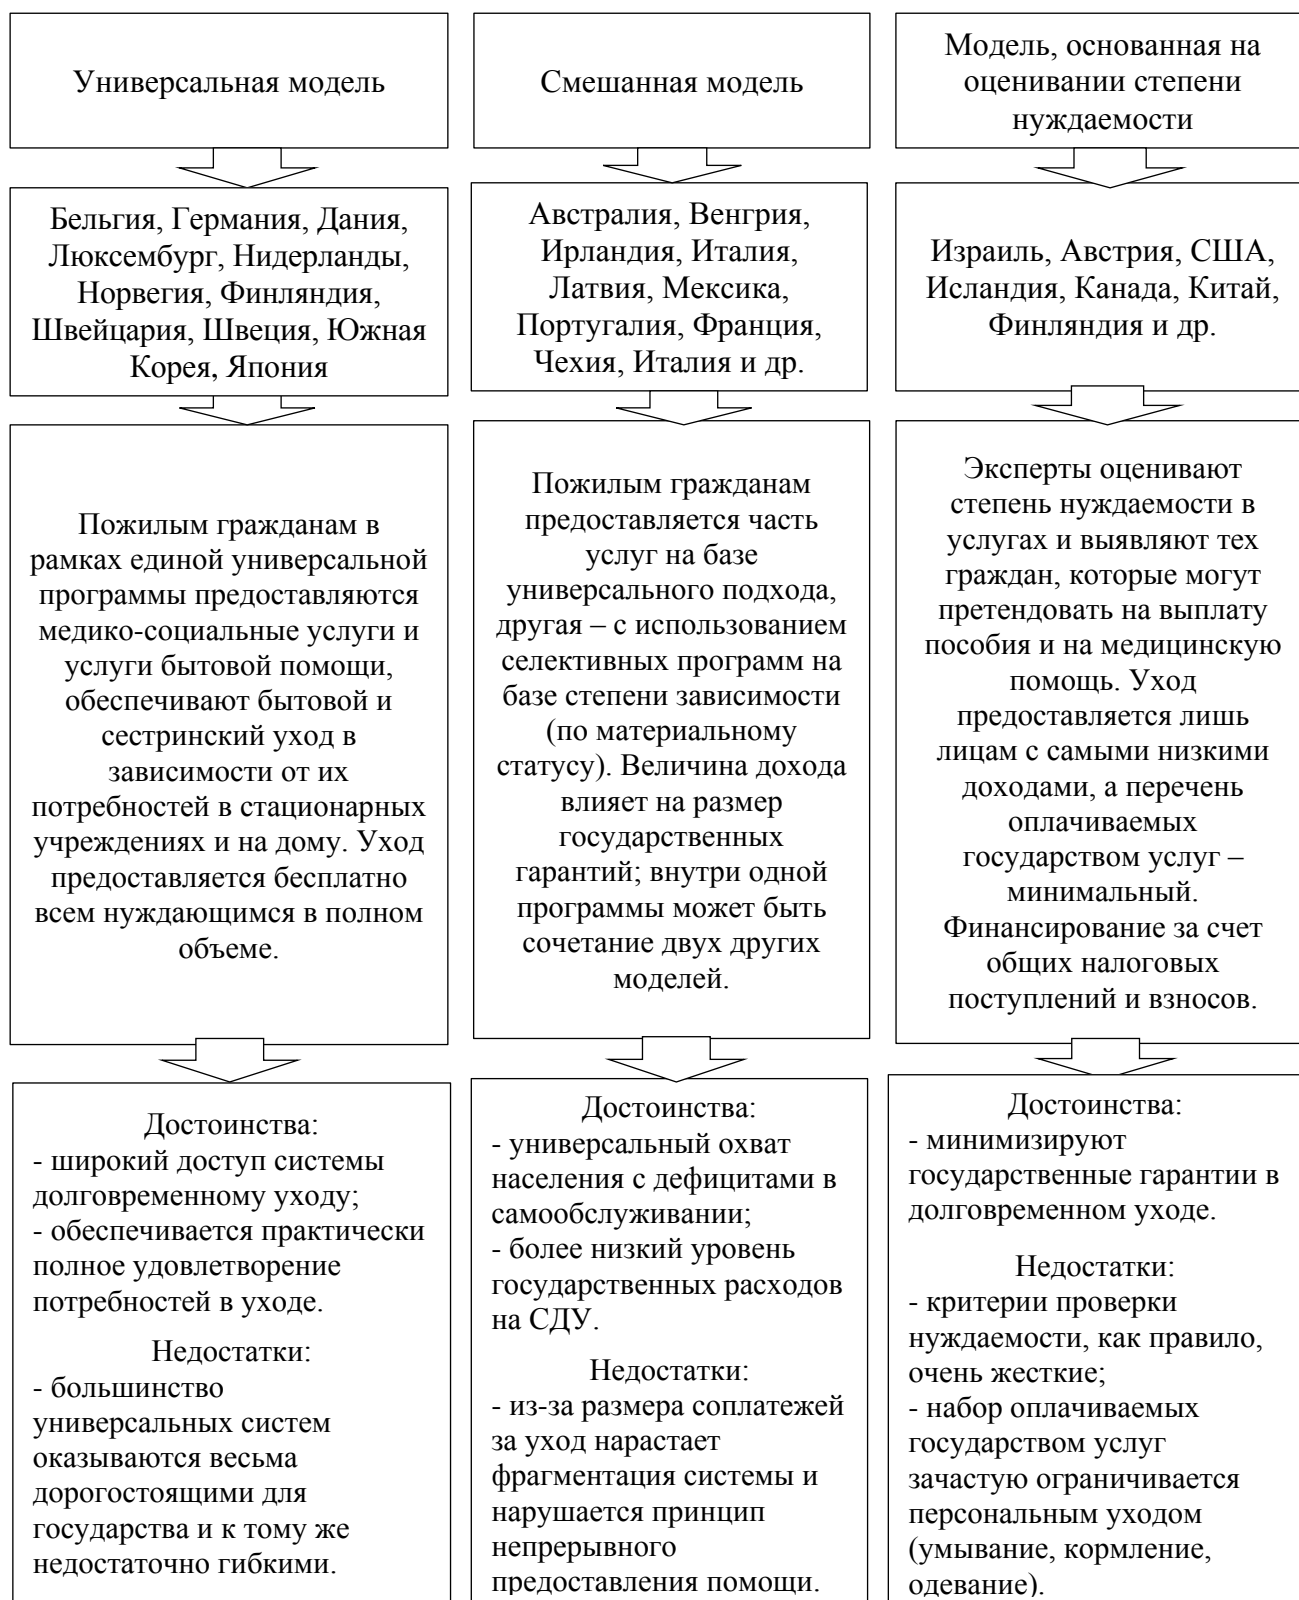 Универсальная модель
Смешанная модель
Модель, основанная на
оценивании степени
нуждаемости
Бельгия, Германия, Дания,
Люксембург, Нидерланды,
Норвегия, Финляндия,
Швейцария, Швеция, Южная
Корея, Япония
Австралия, Венгрия,
Ирландия, Италия,
Латвия, Мексика,
Португалия, Франция,
Чехия, Италия и др.
Израиль, Австрия, США,
Исландия, Канада, Китай,
Финляндия и др.
Пожилым гражданам в
рамках единой универсальной
программы предоставляются
медико-социальные услуги и
услуги бытовой помощи,
обеспечивают бытовой и
сестринский уход в
зависимости от их
потребностей в стационарных
учреждениях и на дому. Уход
предоставляется бесплатно
всем нуждающимся в полном
объеме.
Пожилым гражданам
предоставляется часть
услуг на базе
универсального подхода,
другая – с использованием
селективных программ на
базе степени зависимости
(по материальному
статусу). Величина дохода
влияет на размер
государственных
гарантий; внутри одной
программы может быть
сочетание двух других
моделей.
Эксперты оценивают
степень нуждаемости в
услугах и выявляют тех
граждан, которые могут
претендовать на выплату
пособия и на медицинскую
помощь. Уход
предоставляется лишь
лицам с самыми низкими
доходами, а перечень
оплачиваемых
государством услуг –
минимальный.
Финансирование за счет
общих налоговых
поступлений и взносов.
Достоинства:
- широкий доступ системы
долговременному уходу;
- обеспечивается практически
полное удовлетворение
потребностей в уходе.
Недостатки:
- большинство
универсальных систем
оказываются весьма
дорогостоящими для
государства и к тому же
недостаточно гибкими.
Достоинства:
- универсальный охват
населения с дефицитами в
самообслуживании;
- более низкий уровень
государственных расходов
на СДУ.
Недостатки:
- из-за размера соплатежей
за уход нарастает
фрагментация системы и
нарушается принцип
непрерывного
предоставления помощи.
Достоинства:
- минимизируют
государственные гарантии в
долговременном уходе.
Недостатки:
- критерии проверки
нуждаемости, как правило,
очень жесткие;
- набор оплачиваемых
государством услуг
зачастую ограничивается
персональным уходом
(умывание, кормление,
одевание).